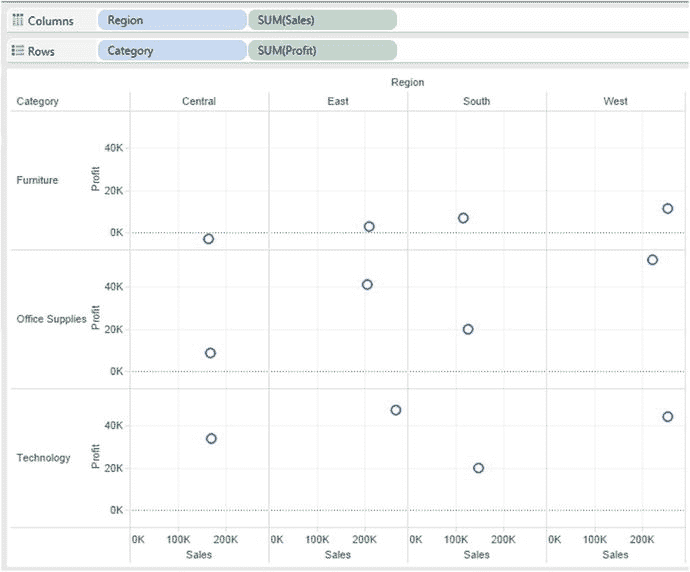 Columns Region SUM(Sales)
Rows Category SUM(Profit)
Region
Category Central East South West
Furniture Profit 40K 20K 0K
Office Supplies Profit 40K 20K 0K
Technology Profit 40K 20K 0K
0K 100K 200K 0K 100K 200K 0K 100K 200K 0K 100K 200K
Sales Sales Sales Sales